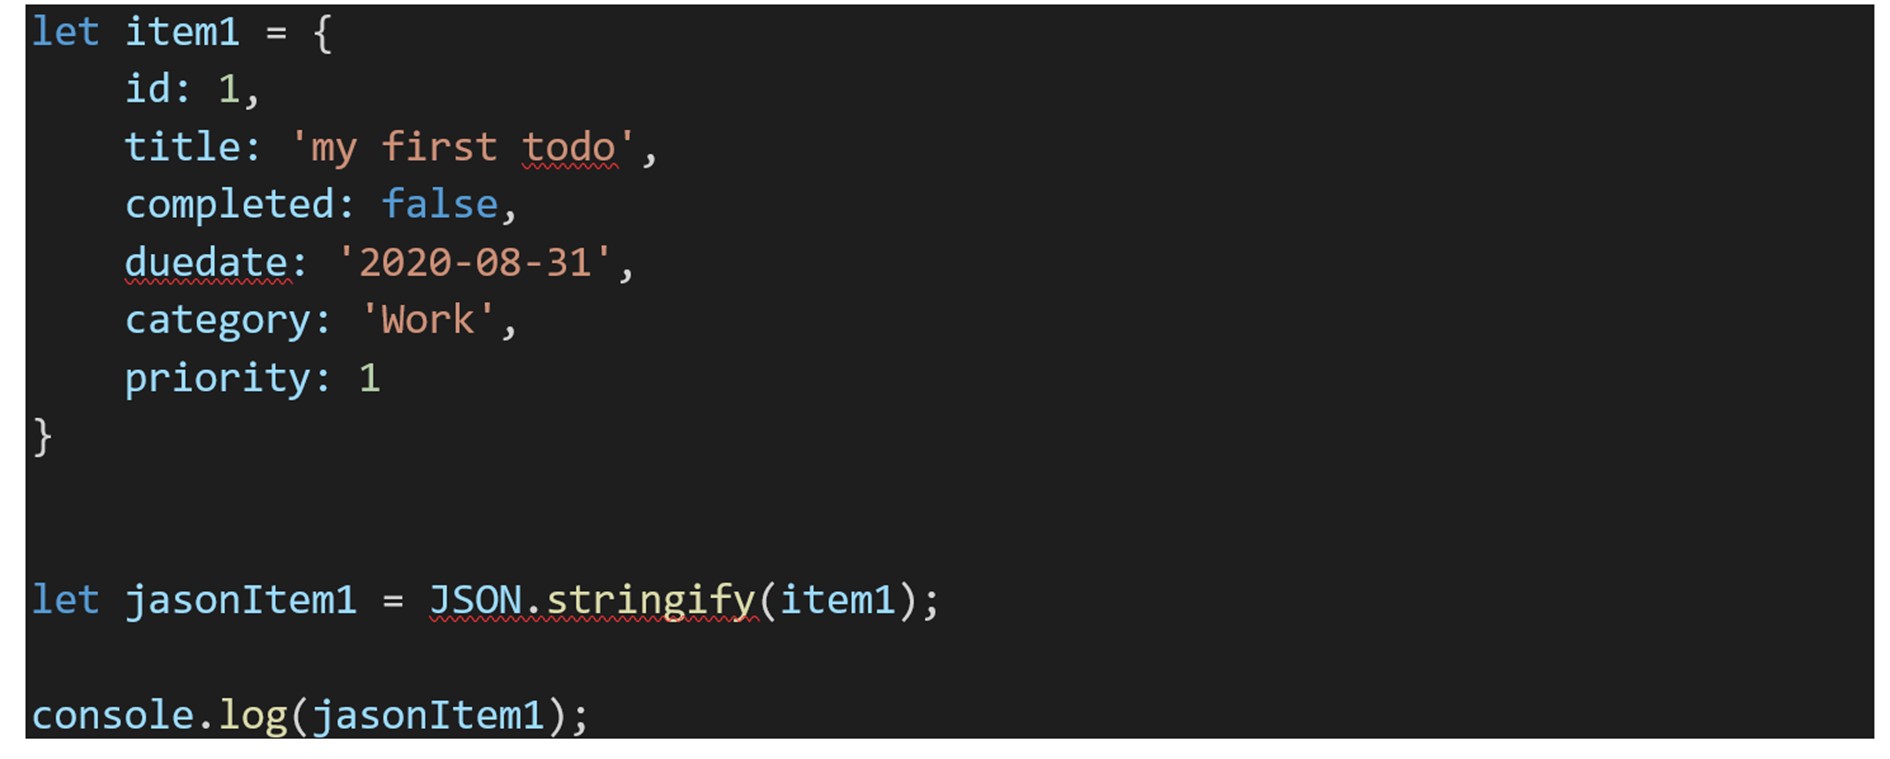 let item1 = {
    id: 1,
    title: 'my first todo',
    completed: false,
    duedate: '2020-08-31',
    category: 'Work',
    priority: 1
}
let jasonItem1 = JSON.stringify(item1);
console.log(jasonItem1);